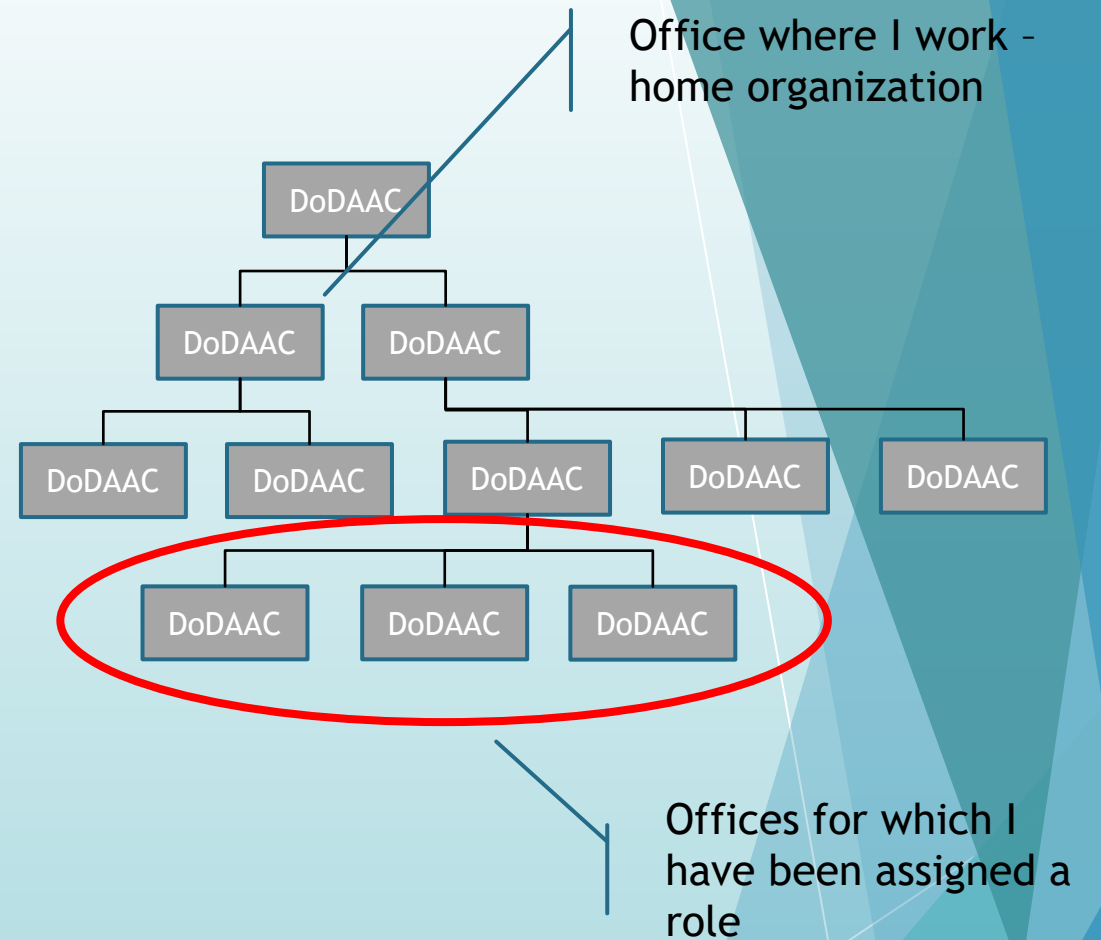 Office where I work –
home organization
DoDAAC
DoDAAC DoDAAC
DoDAAC DoDAAC DoDAAC DoDAAC DoDAAC
DoDAAC DoDAAC DoDAAC
Offices for which I
have been assigned a
role